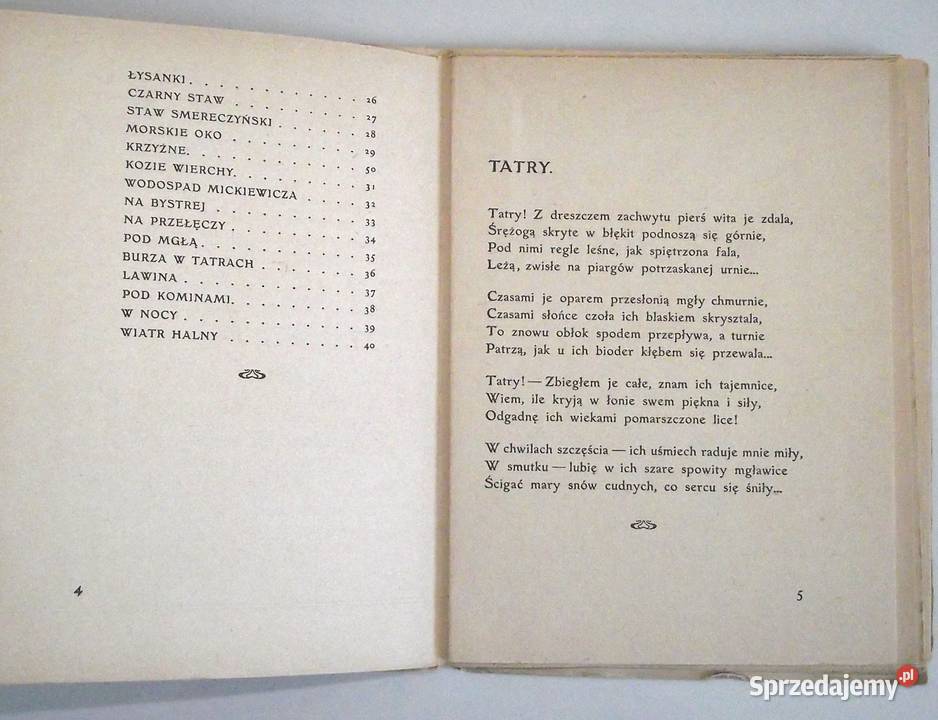 ŁYSANKI . . . . . . . . . . . 26
CZARNY STAW . . . . . . . . . 27
STAW SMERECZYŃSKI . . . . . . 28
MORSKIE OKO . . . . . . . . . 29
KRZYŻNE. . . . . . . . . . . 50
KOZIE WIERCHY. . . . . . . . 31
WODOSPAD MICKIEWICZA . . . . 32
NA BYSTREJ . . . . . . . . . 33
NA PRZEŁĘCZY . . . . . . . . 34
POD MGŁĄ. . . . . . . . . . . 35
BURZA W TATRACH . . . . . . . 36
LAWINA . . . . . . . . . . . 37
POD KOMINAMI. . . . . . . . . 38
W NOCY . . . . . . . . . . . 39
WIATR HALNY . . . . . . . . . 40
4
TATRY.
Tatry! Z dreszczem zachwytu pierś wita je zdala,
Śrężogą skryte w błękit podnoszą się górnie,
Pod nimi regle leśne, jak spiętrzona fala,
Leżą, zwisłe na piargów potrzaskanej urnie...
Czasami je oparem przesłonią mgły chmurnie,
Czasami słońce czoła ich blaskiem skrysztala,
To znowu obłok spodem przepływa, a turnie
Patrzą, jak u ich bioder kłębem się przewala...
Tatry! — Zbiegłem je całe, znam ich tajemnice,
Wiem, ile kryją w łonie swem piękna i siły,
Odgadnę ich wiekami pomarszczone lice!
W chwilach szczęścia — ich uśmiech raduje mnie miły,
W smutku — lubię w ich szare spowity mgławice
Ścigać mary snów cudnych, co sercu się śniły...
5
Sprzedajemy.pl